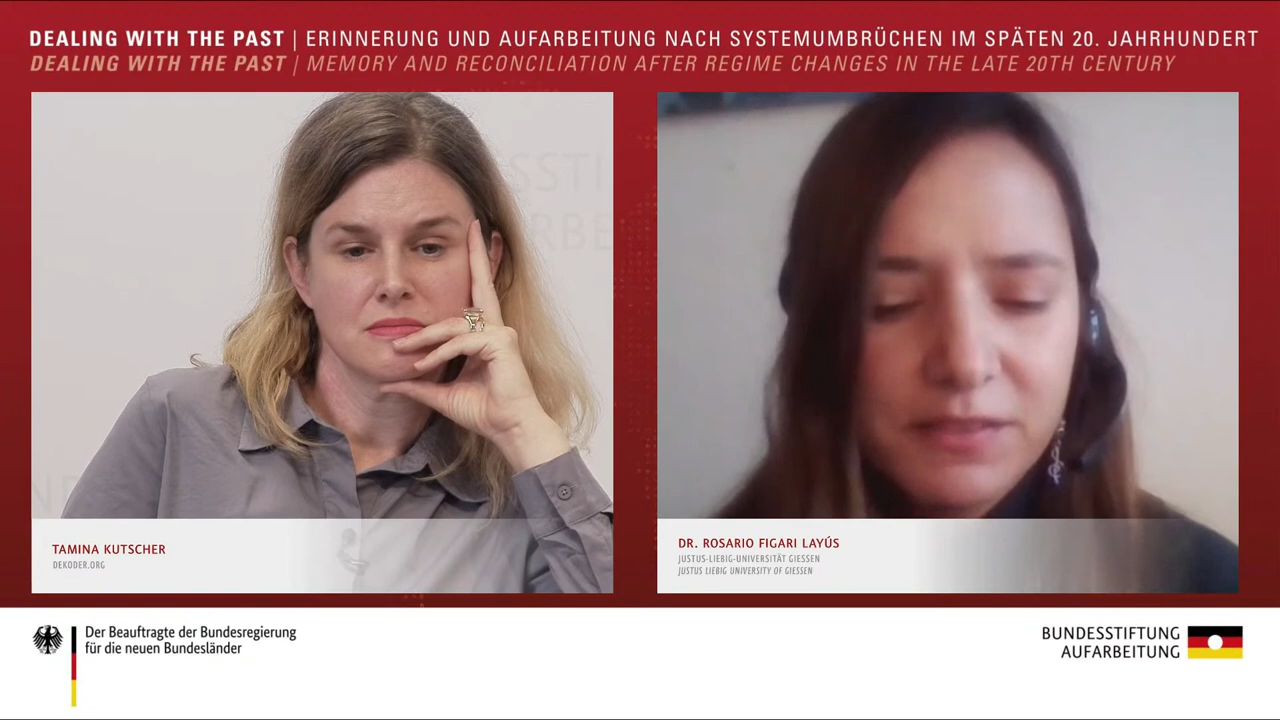 DEALING WITH THE PAST | ERINNERUNG UND AUFARBEITUNG NACH SYSTEMUMBRÜCHEN IM SPÄTEN 20. JAHRHUNDERT
DEALING WITH THE PAST | MEMORY AND RECONCILIATION AFTER REGIME CHANGES IN THE LATE 20TH CENTURY
TAMINA KUTSCHER
DEKODER.ORG
DR. ROSARIO FIGARI LAYÚS
JUSTUS-LIEBIG-UNIVERSITÄT GIESSEN
JUSTUS LIEBIG UNIVERSITY OF GIESSEN
Der Beauftragte der Bundesregierung
für die neuen Bundesländer
BUNDESSTIFTUNG
AUFARBEITUNG